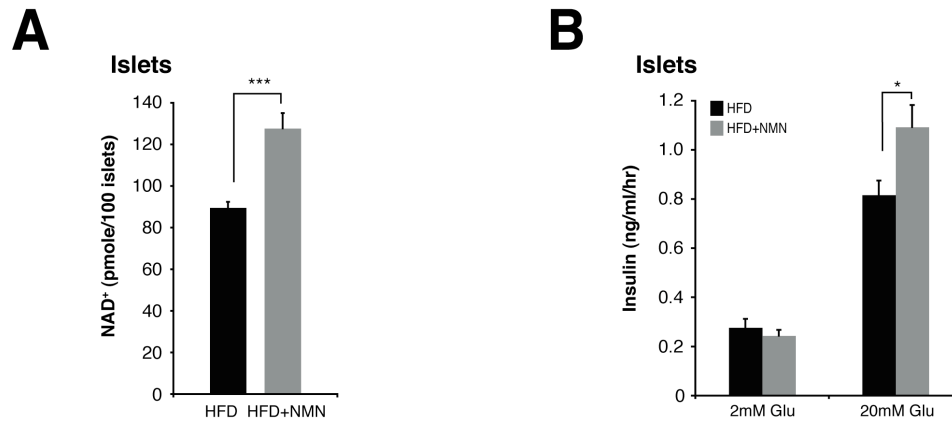 A
Islets
***
NAD⁺ (pmole/100 islets)
140
120
100
80
60
40
20
0
HFD HFD+NMN
B
Islets
*
HFD
HFD+NMN
Insulin (ng/ml/hr)
1.2
1.0
0.8
0.6
0.4
0.2
0
2mM Glu 20mM Glu